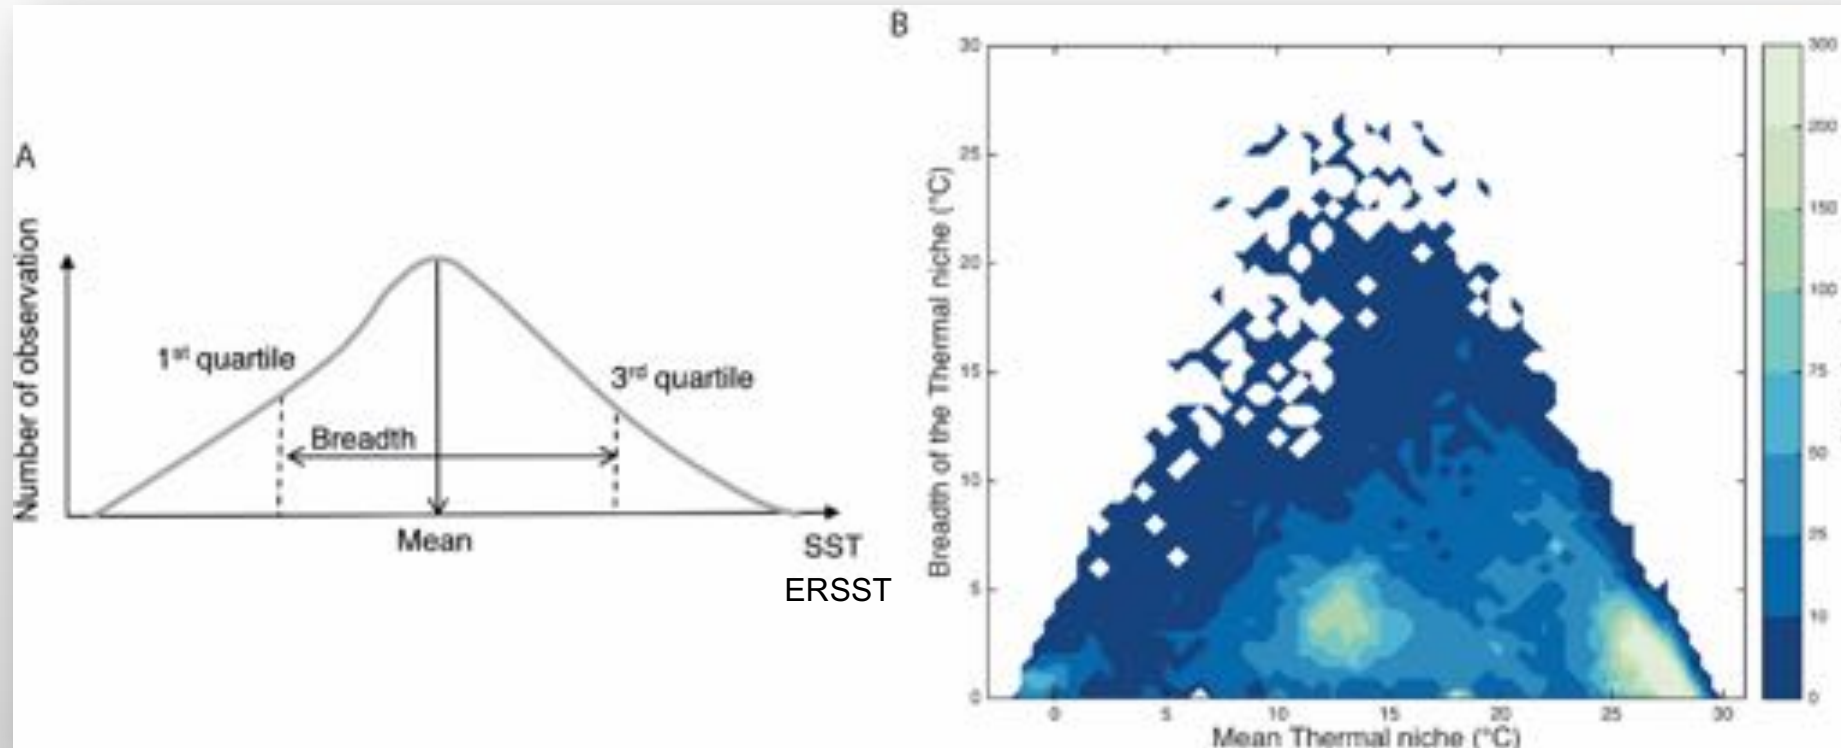 A
Number of observation
1st quartile
Breadth
3rd quartile
Mean
SST
ERSST
B
Breadth of the Thermal niche (°C)
30
25
20
15
10
5
0
0 5 10 15 20 25 30
Mean Thermal niche (°C)
300
200
150
100
75
50
25
10
0